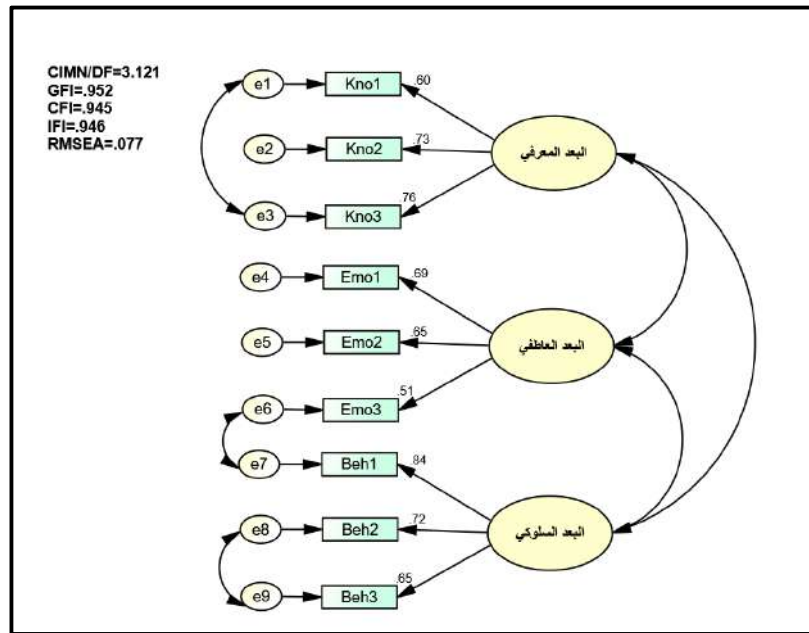 CIMN/DF=3.121
GFI=.952
CFI=.945
IFI=.946
RMSEA=.077
e1
Kno1
.60
e2
Kno2
.73
البعد المعرفي
e3
Kno3
.76
e4
Emo1
.69
e5
Emo2
.65
البعد العاطفي
e6
Emo3
.51
e7
Beh1
.84
e8
Beh2
.72
البعد السلوكي
e9
Beh3
.65